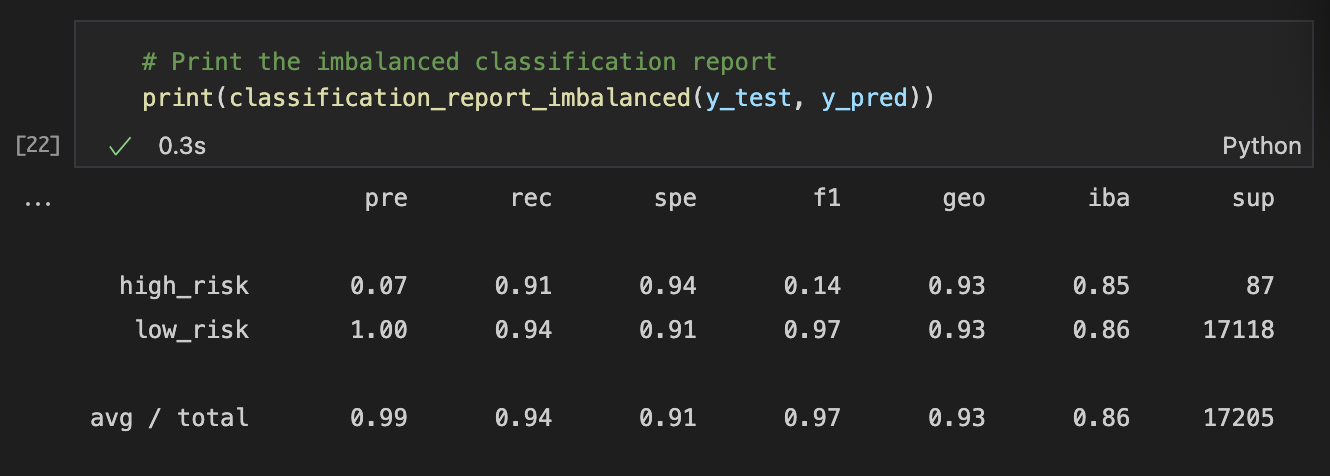 # Print the imbalanced classification report
print(classification_report_imbalanced(y_test, y_pred))
[22] 0.3s Python
... pre rec spe f1 geo iba sup
high_risk 0.07 0.91 0.94 0.14 0.93 0.85 87
low_risk 1.00 0.94 0.91 0.97 0.93 0.86 17118
avg / total 0.99 0.94 0.91 0.97 0.93 0.86 17205